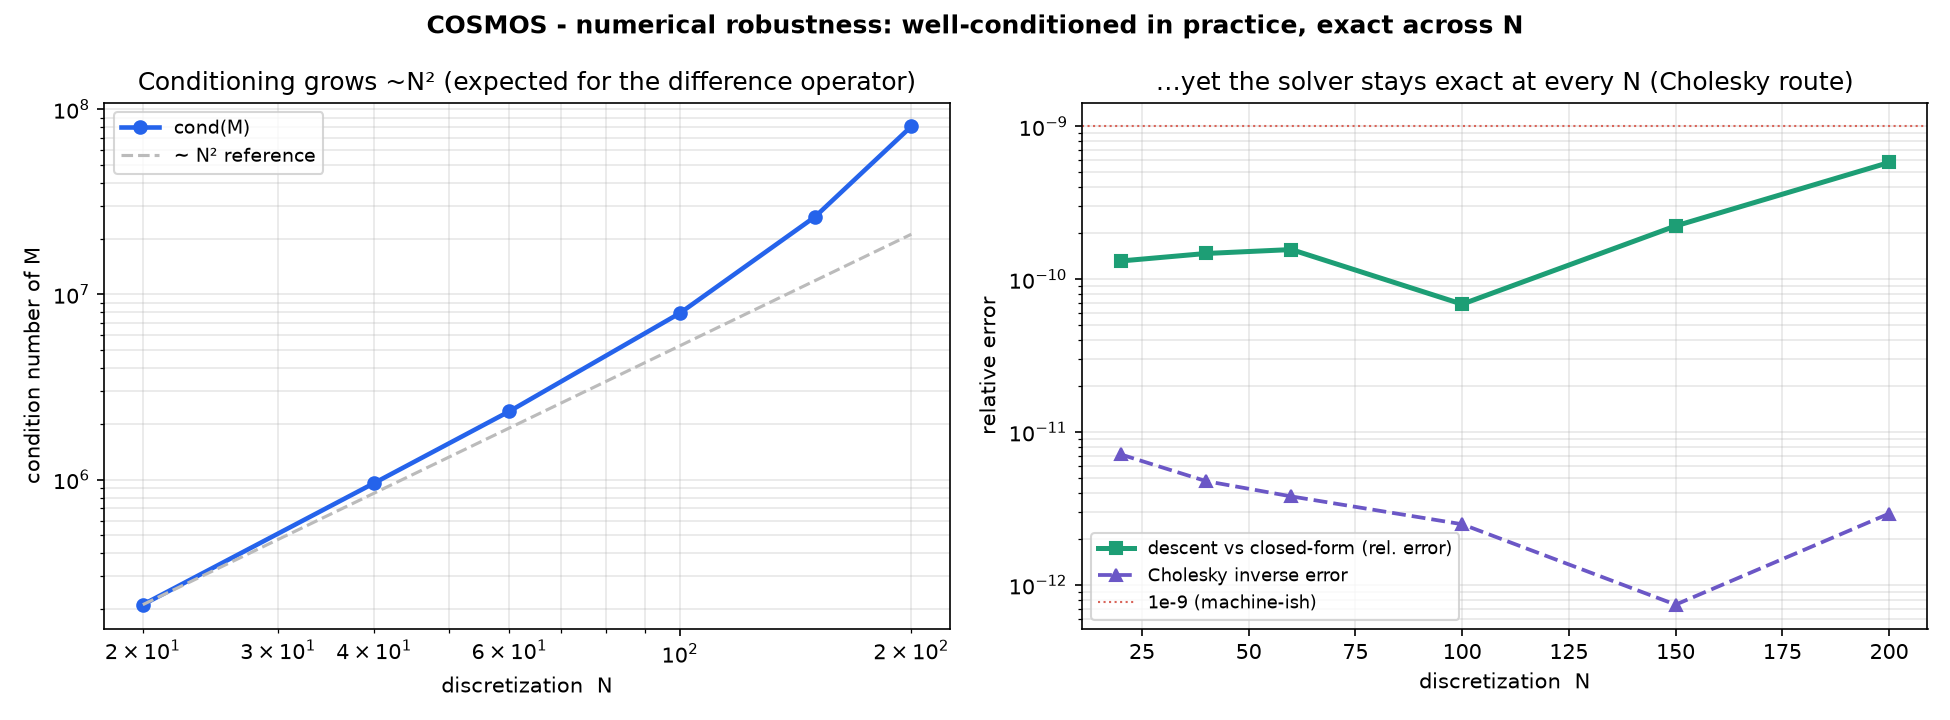 COSMOS - numerical robustness: well-conditioned in practice, exact across N
Conditioning grows ~N² (expected for the difference operator)
cond(M)
~ N² reference
10⁸
10⁷
10⁶
condition number of M
2 × 10¹
3 × 10¹
4 × 10¹
6 × 10¹
10²
2 × 10²
discretization N
...yet the solver stays exact at every N (Cholesky route)
10⁻⁹
10⁻¹⁰
10⁻¹¹
10⁻¹²
relative error
descent vs closed-form (rel. error)
Cholesky inverse error
1e-9 (machine-ish)
25
50
75
100
125
150
175
200
discretization N